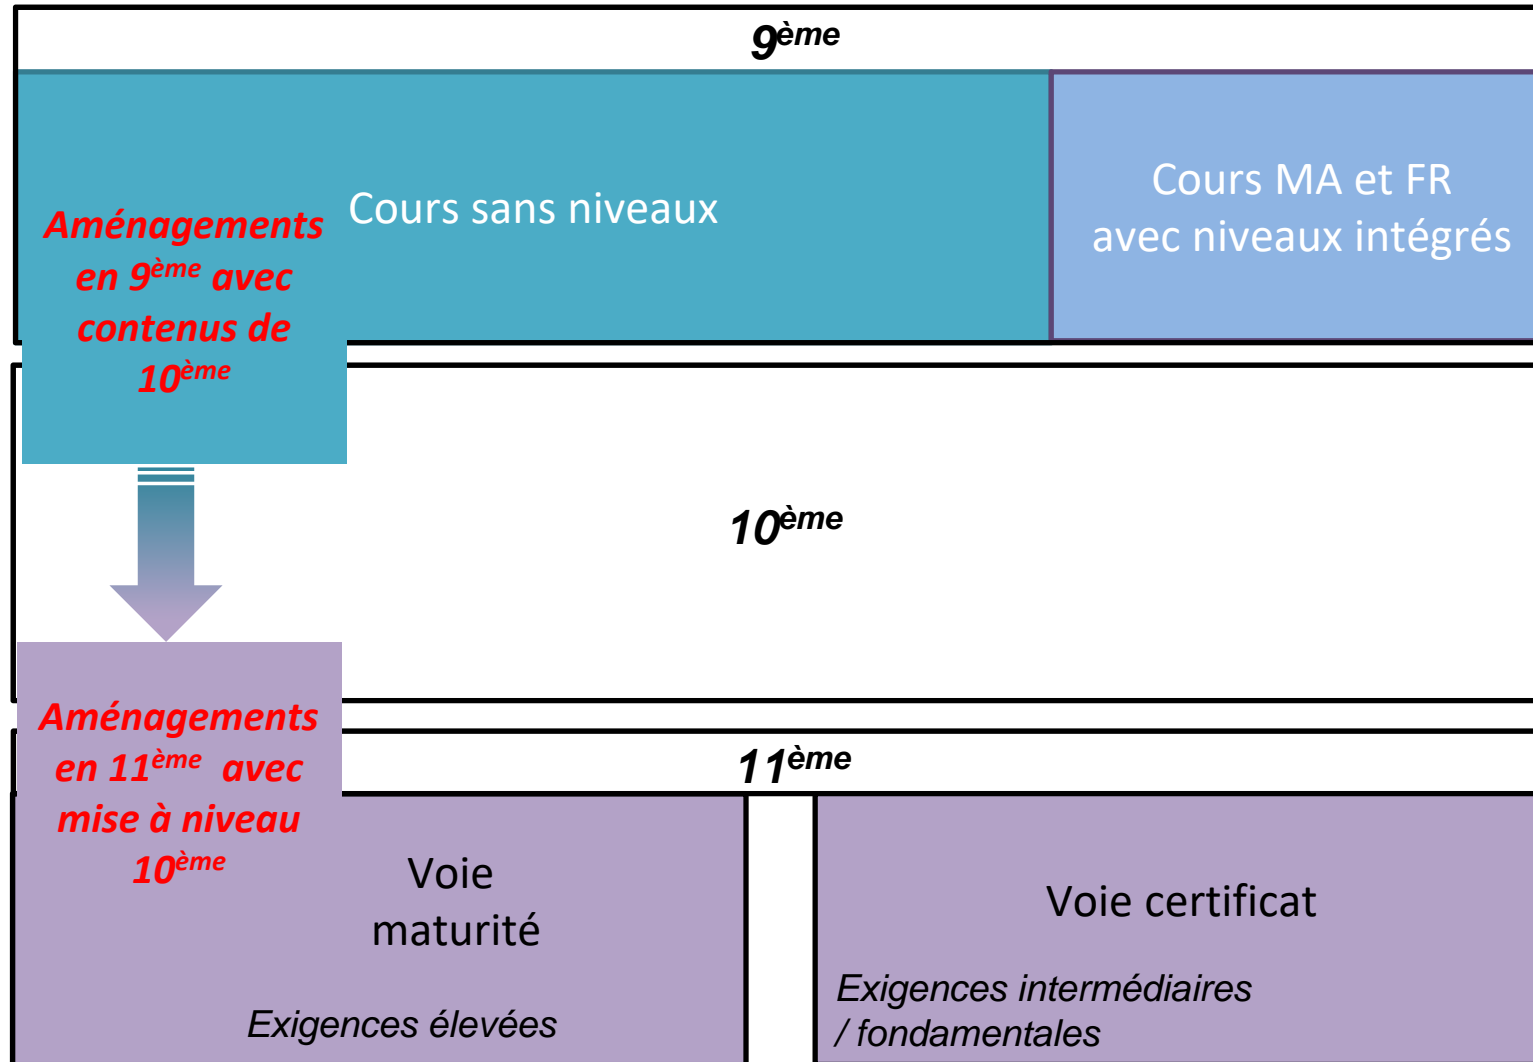 9ème
Aménagements
en 9ème avec
contenus de
10ème
Cours sans niveaux
Cours MA et FR
avec niveaux intégrés
10ème
Aménagements
en 11ème avec
mise à niveau
10ème
11ème
Voie
maturité
Exigences élevées
Voie certificat
Exigences intermédiaires
/ fondamentales